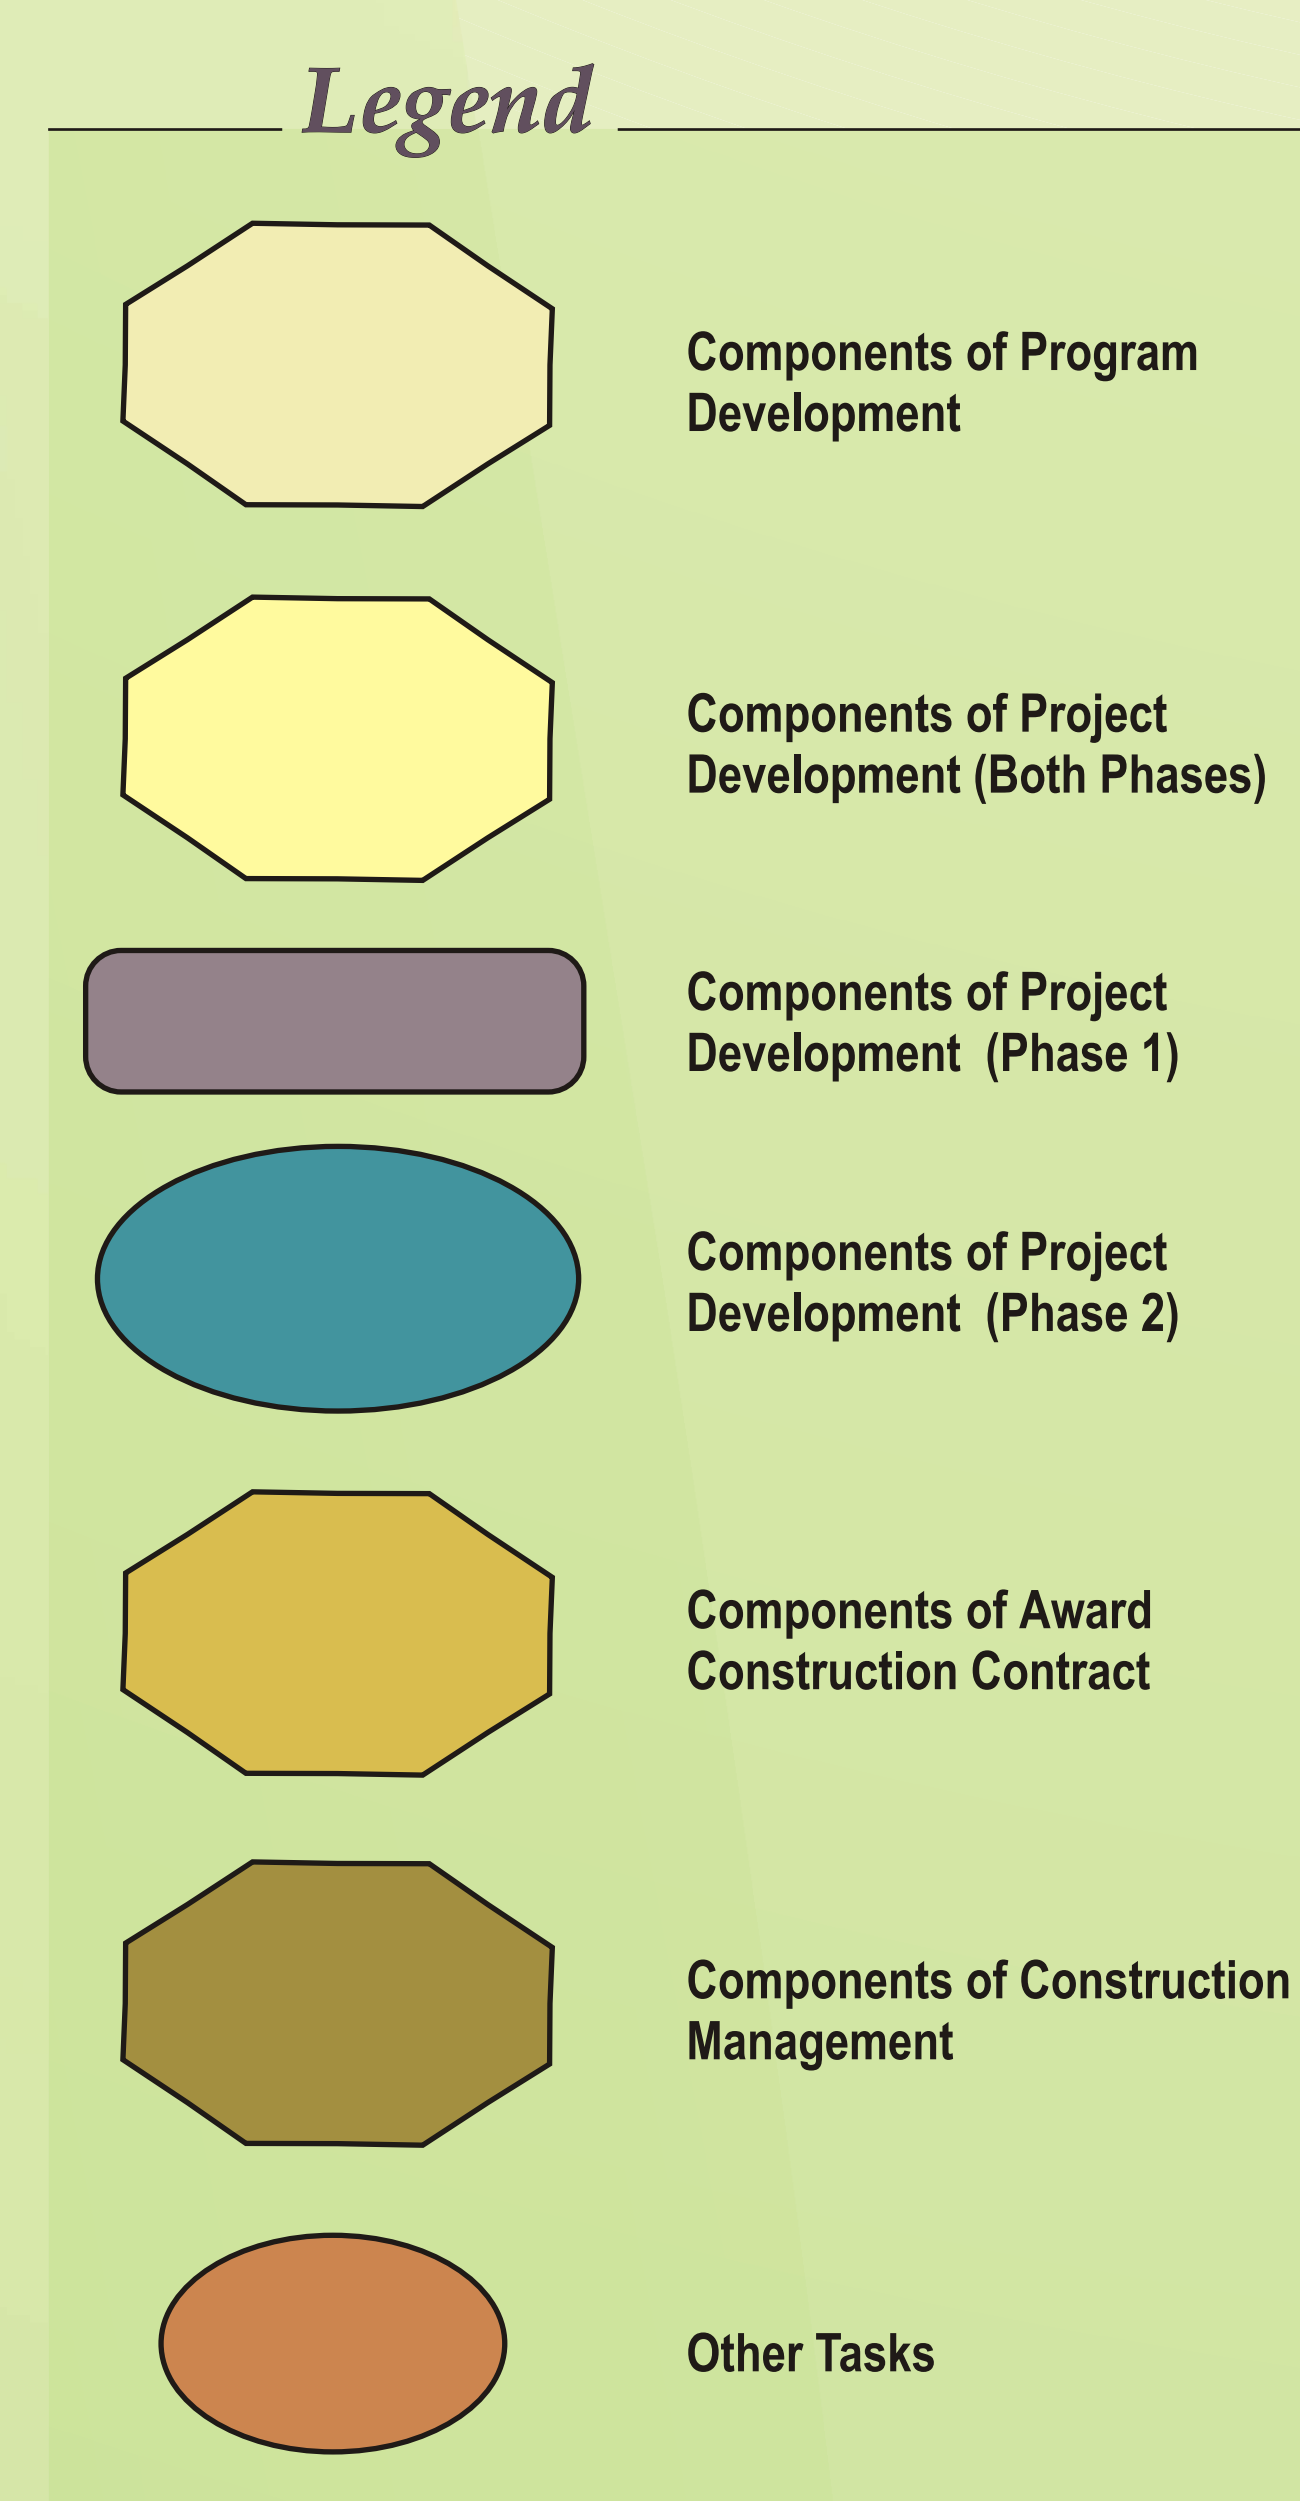 Legend
Components of Program
Development
Components of Project
Development (Both Phases)
Components of Project
Development (Phase 1)
Components of Project
Development (Phase 2)
Components of Award
Construction Contract
Components of Construction
Management
Other Tasks